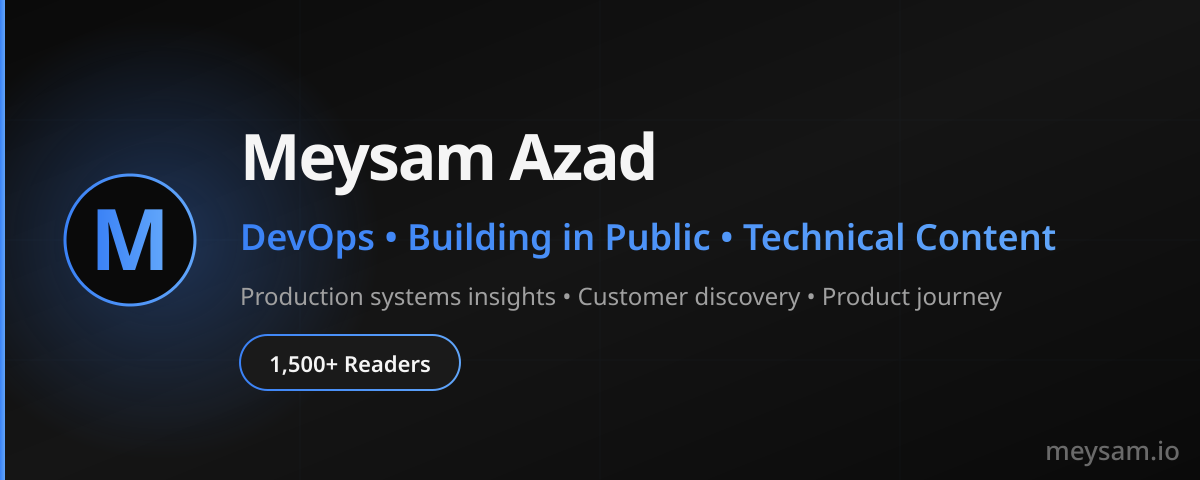 Meysam Azad
M
DevOps • Building in Public • Technical Content
Production systems insights • Customer discovery • Product journey
1,500+ Readers
meysam.io